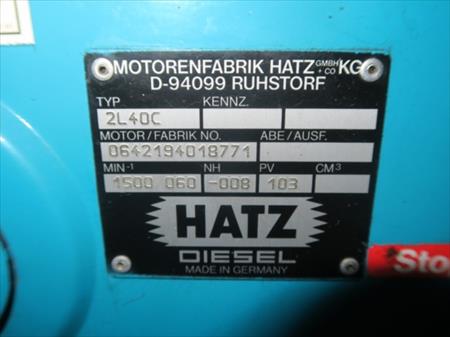 MOTORENFABRIK HATZ GMBH + CO KG
D-94099 RUHSTORF
TYP KENNZ.
2L40C
MOTOR/FABRIK NO. ABE/AUSF.
0642194018771
MIN-1 NH PV CM3
1500 060 -008 103
HATZ
DIESEL
MADE IN GERMANY
Sto